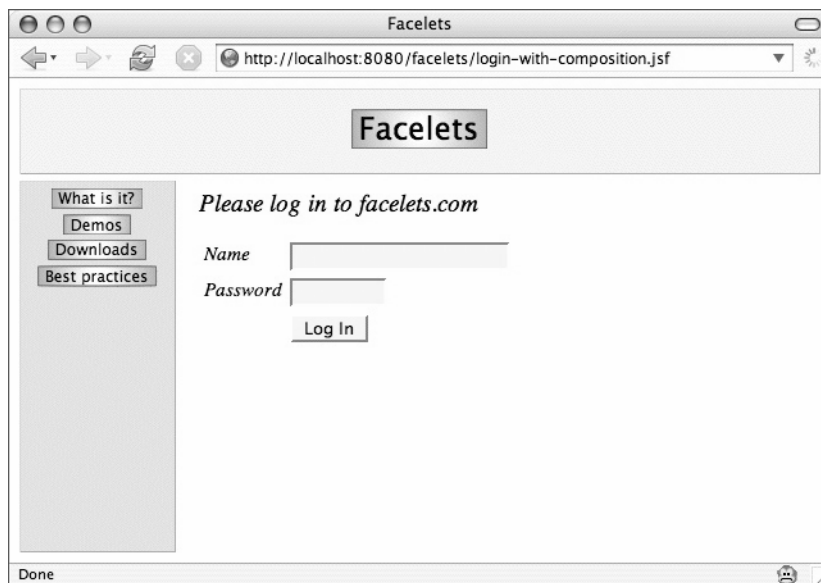 Facelets
http://localhost:8080/facelets/login-with-composition.jsf
Facelets
What is it?
Demos
Downloads
Best practices
Please log in to facelets.com
Name
Password
Log In
Done